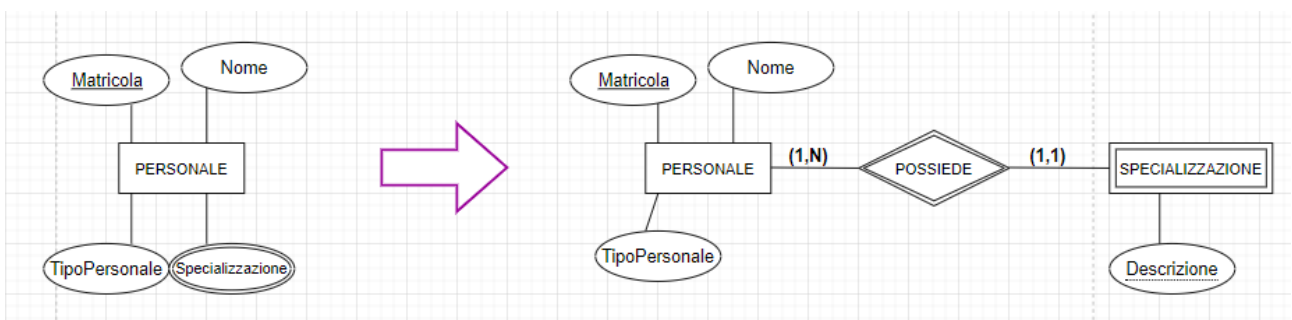 Matricola
Nome
PERSONALE
TipoPersonale
Specializzazione
Matricola
Nome
PERSONALE
(1,N)
POSSIEDE
(1,1)
SPECIALIZZAZIONE
TipoPersonale
Descrizione